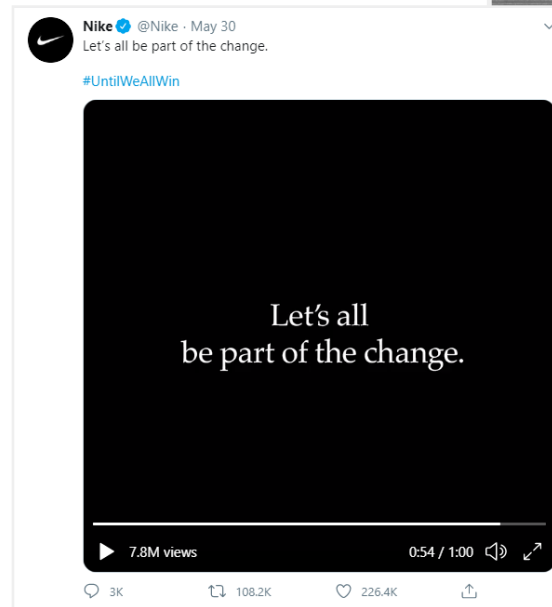 Nike @Nike · May 30
Let's all be part of the change.
#UntilWeAllWin
Let's all
be part of the change.
7.8M views 0:54 / 1:00
3K 108.2K 226.4K